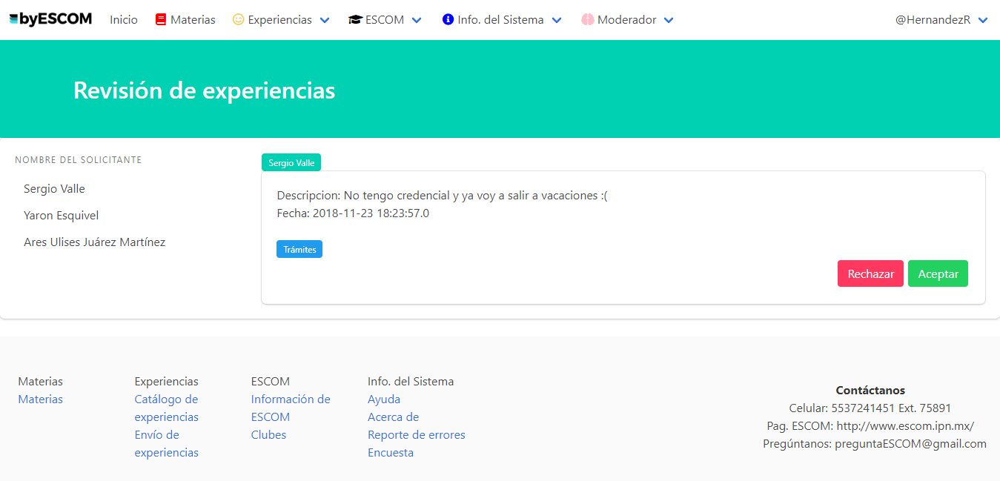 byESCOM Inicio Materias Experiencias ESCOM Info. del Sistema Moderador @HernandezR
Revisión de experiencias
NOMBRE DEL SOLICITANTE
Sergio Valle
Yaron Esquivel
Ares Ulises Juárez Martínez
Sergio Valle
Descripcion: No tengo credencial y ya voy a salir a vacaciones :(
Fecha: 2018-11-23 18:23:57.0
Trámites
Rechazar Aceptar
Materias
Materias
Experiencias
Catálogo de
experiencias
Envío de
experiencias
ESCOM
Información de
ESCOM
Clubes
Info. del Sistema
Ayuda
Acerca de
Reporte de errores
Encuesta
Contáctanos
Celular: 5537241451 Ext. 75891
Pag. ESCOM: http://www.escom.ipn.mx/
Pregúntanos: preguntaESCOM@gmail.com